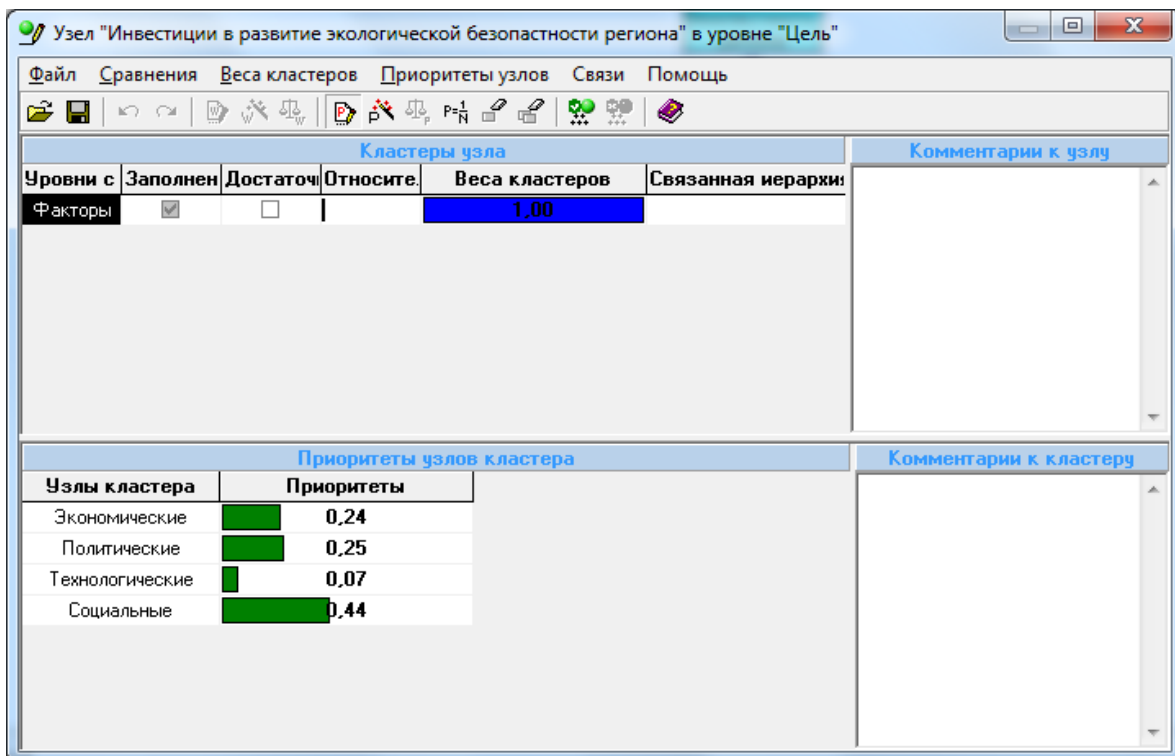 Узел "Инвестиции в развитие экологической безопастности региона" в уровне "Цель"
Файл Сравнения Веса кластеров Приоритеты узлов Связи Помощь
P=1/N
Кластеры узла Комментарии к узлу
Уровни с Заполнен Достаточ Относите. Веса кластеров Связанная иерархия
Факторы 1,00
Приоритеты узлов кластера Комментарии к кластеру
Узлы кластера Приоритеты
Экономические 0,24
Политические 0,25
Технологические 0,07
Социальные 0,44